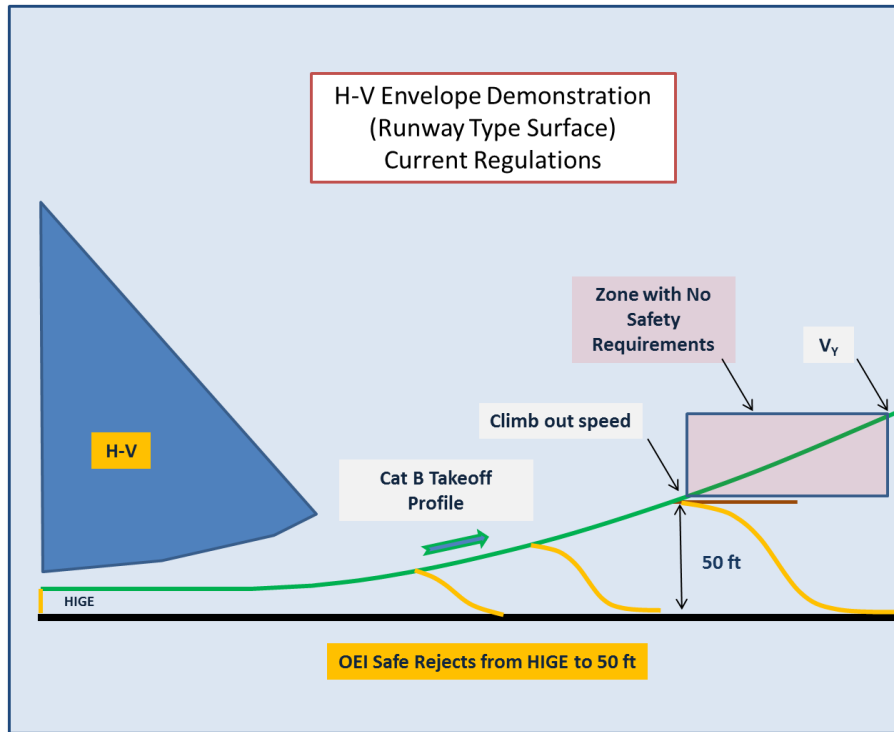 H-V Envelope Demonstration
(Runway Type Surface)
Current Regulations
Zone with No
Safety
Requirements
VY
Climb out speed
H-V
Cat B Takeoff
Profile
50 ft
HIGE
OEI Safe Rejects from HIGE to 50 ft